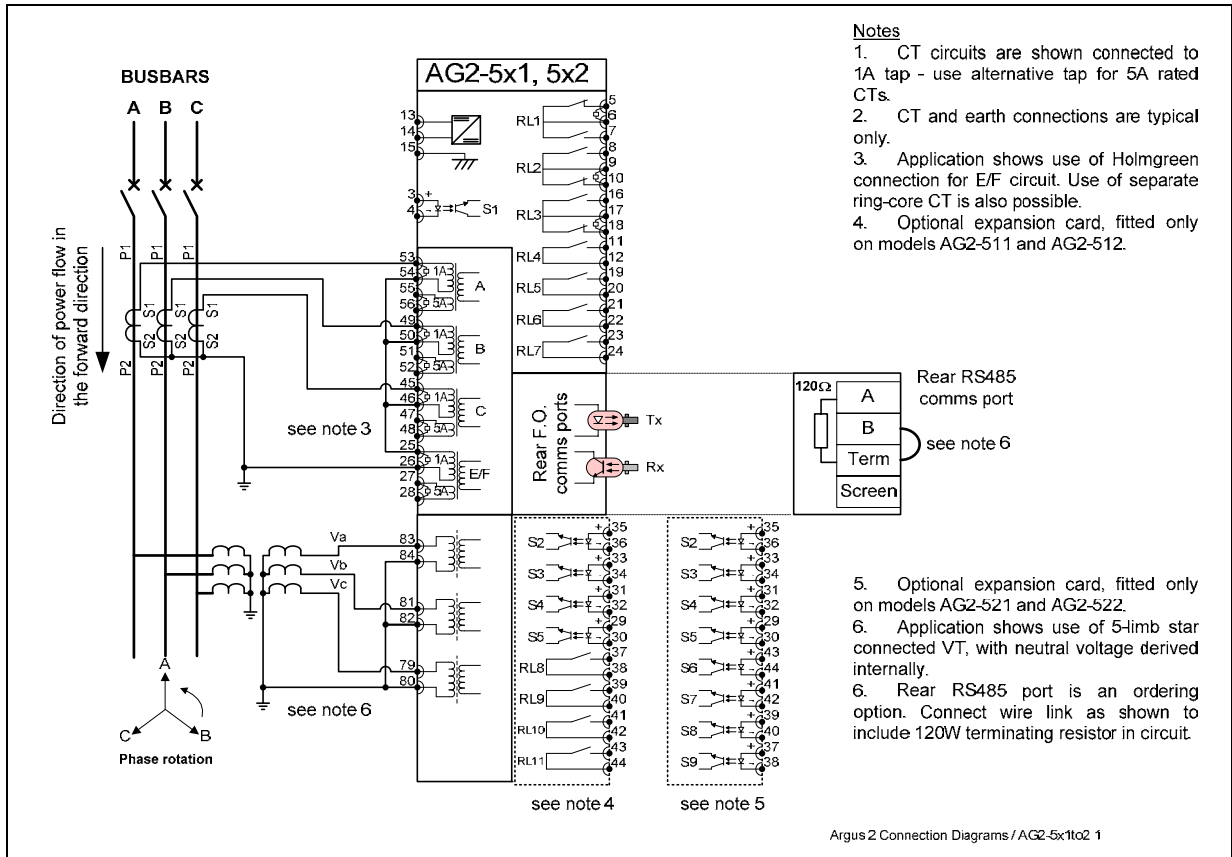 BUSBARS
A B C
AG2-5x1, 5x2
13
14
15
3 +
4 -
S1
RL1
5
6
7
RL2
8
9
10
RL3
16
17
18
RL4
11
12
RL5
19
20
RL6
21
22
RL7
23
24
Direction of power flow in
the forward direction
P1 P1 P1
S1 S1 S1
S2 S2 S2
P2 P2 P2
see note 3
53
54 1A
55
56 5A
A
49
50 1A
51
52 5A
B
45
46 1A
47
48 5A
C
25
26 1A
27
28 5A
E/F
Rear F.O.
comms ports
Tx
Rx
120Ω
A
B
Term
Screen
Rear RS485
comms port
see note 6
Va
Vb
Vc
83
84
81
82
79
80
see note 6
A
C B
Phase rotation
S2 + 35
- 36
S3 + 33
- 34
S4 + 31
- 32
S5 + 29
- 30
RL8 37
38
RL9 39
40
RL10 41
42
RL11 43
44
see note 4
S2 + 35
- 36
S3 + 33
- 34
S4 + 31
- 32
S5 + 29
- 30
S6 + 43
- 44
S7 + 41
- 42
S8 + 39
- 40
S9 + 37
- 38
see note 5
Notes
1. CT circuits are shown connected to
1A tap - use alternative tap for 5A rated
CTs.
2. CT and earth connections are typical
only.
3. Application shows use of Holmgreen
connection for E/F circuit. Use of separate
ring-core CT is also possible.
4. Optional expansion card, fitted only
on models AG2-511 and AG2-512.
5. Optional expansion card, fitted only
on models AG2-521 and AG2-522.
6. Application shows use of 5-limb star
connected VT, with neutral voltage derived
internally.
6. Rear RS485 port is an ordering
option. Connect wire link as shown to
include 120W terminating resistor in circuit.
Argus 2 Connection Diagrams / AG2-5x1to2 1